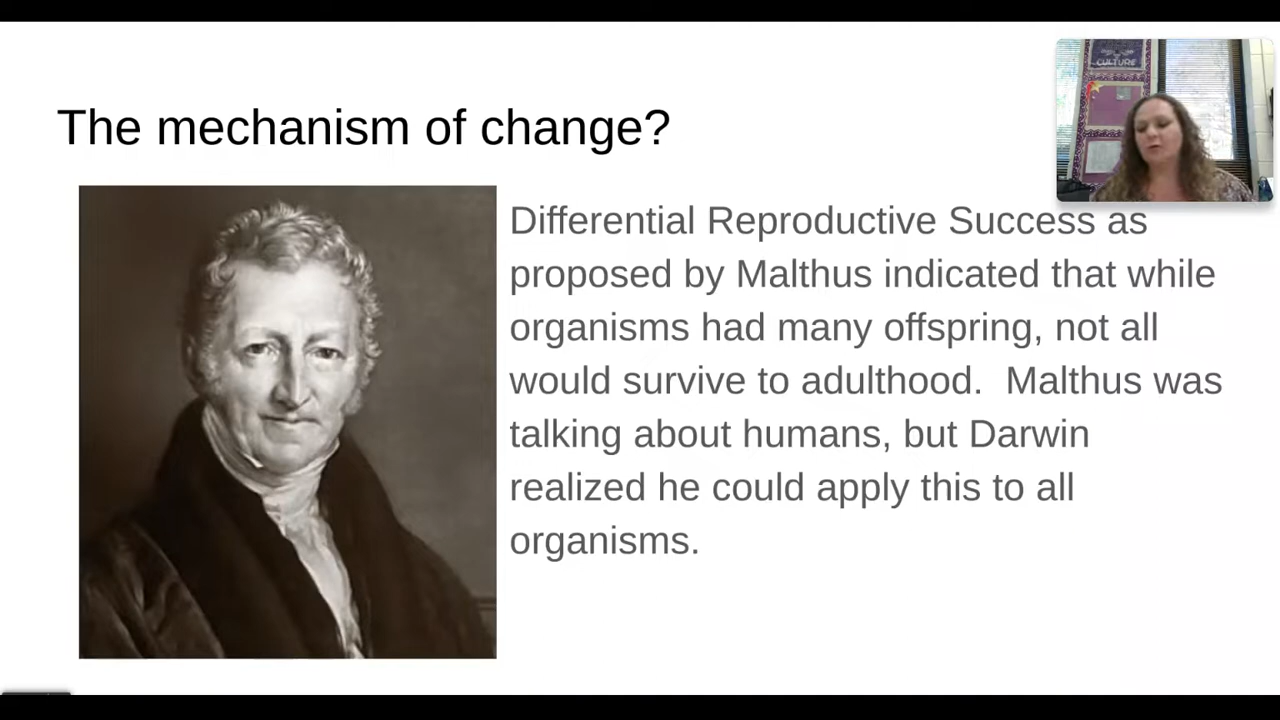 The mechanism of change?
CULTURE
Differential Reproductive Success as
proposed by Malthus indicated that while
organisms had many offspring, not all
would survive to adulthood.  Malthus was
talking about humans, but Darwin
realized he could apply this to all
organisms.